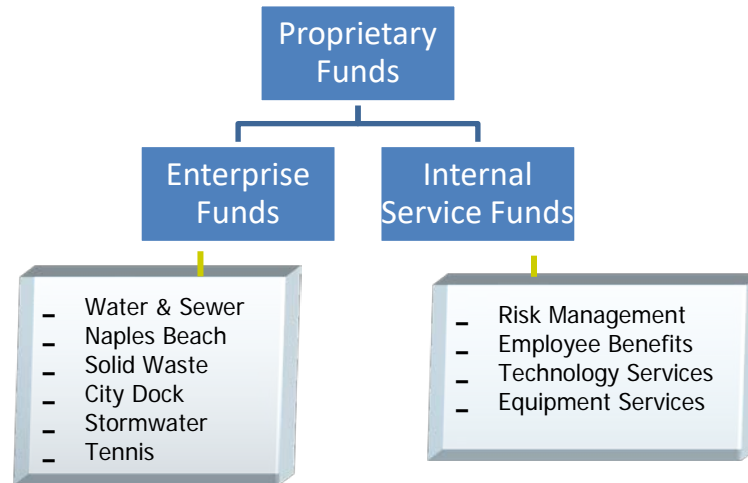 Proprietary
Funds
Enterprise
Funds
Internal
Service Funds
– Water & Sewer
– Naples Beach
– Solid Waste
– City Dock
– Stormwater
– Tennis
– Risk Management
– Employee Benefits
– Technology Services
– Equipment Services